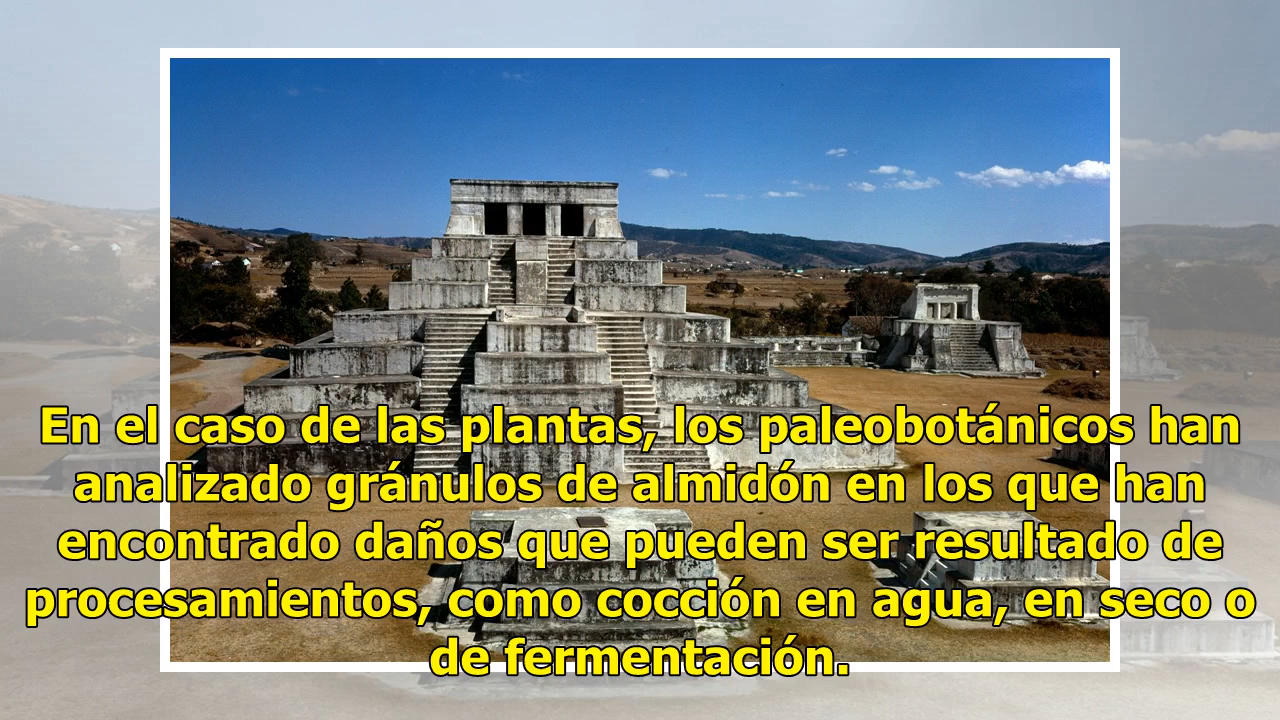 En el caso de las plantas, los paleobotánicos han
analizado gránulos de almidón en los que han
encontrado daños que pueden ser resultado de
procesamientos, como cocción en agua, en seco o
de fermentación.